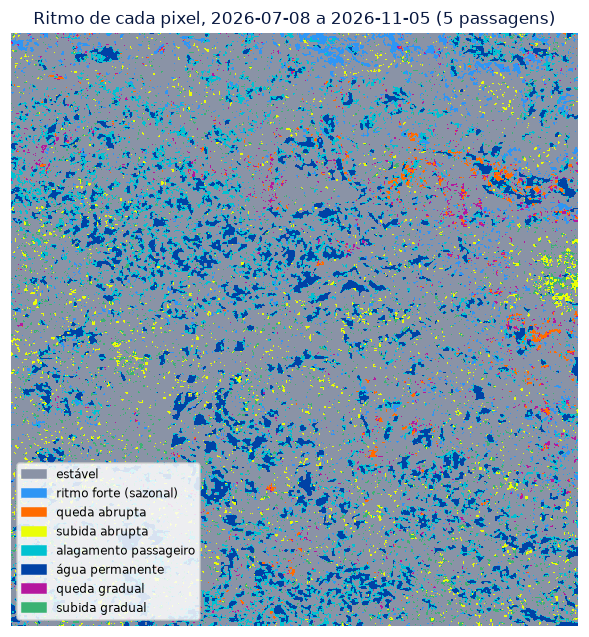 Ritmo de cada pixel, 2026-07-08 a 2026-11-05 (5 passagens)
estável
ritmo forte (sazonal)
queda abrupta
subida abrupta
alagamento passageiro
água permanente
queda gradual
subida gradual